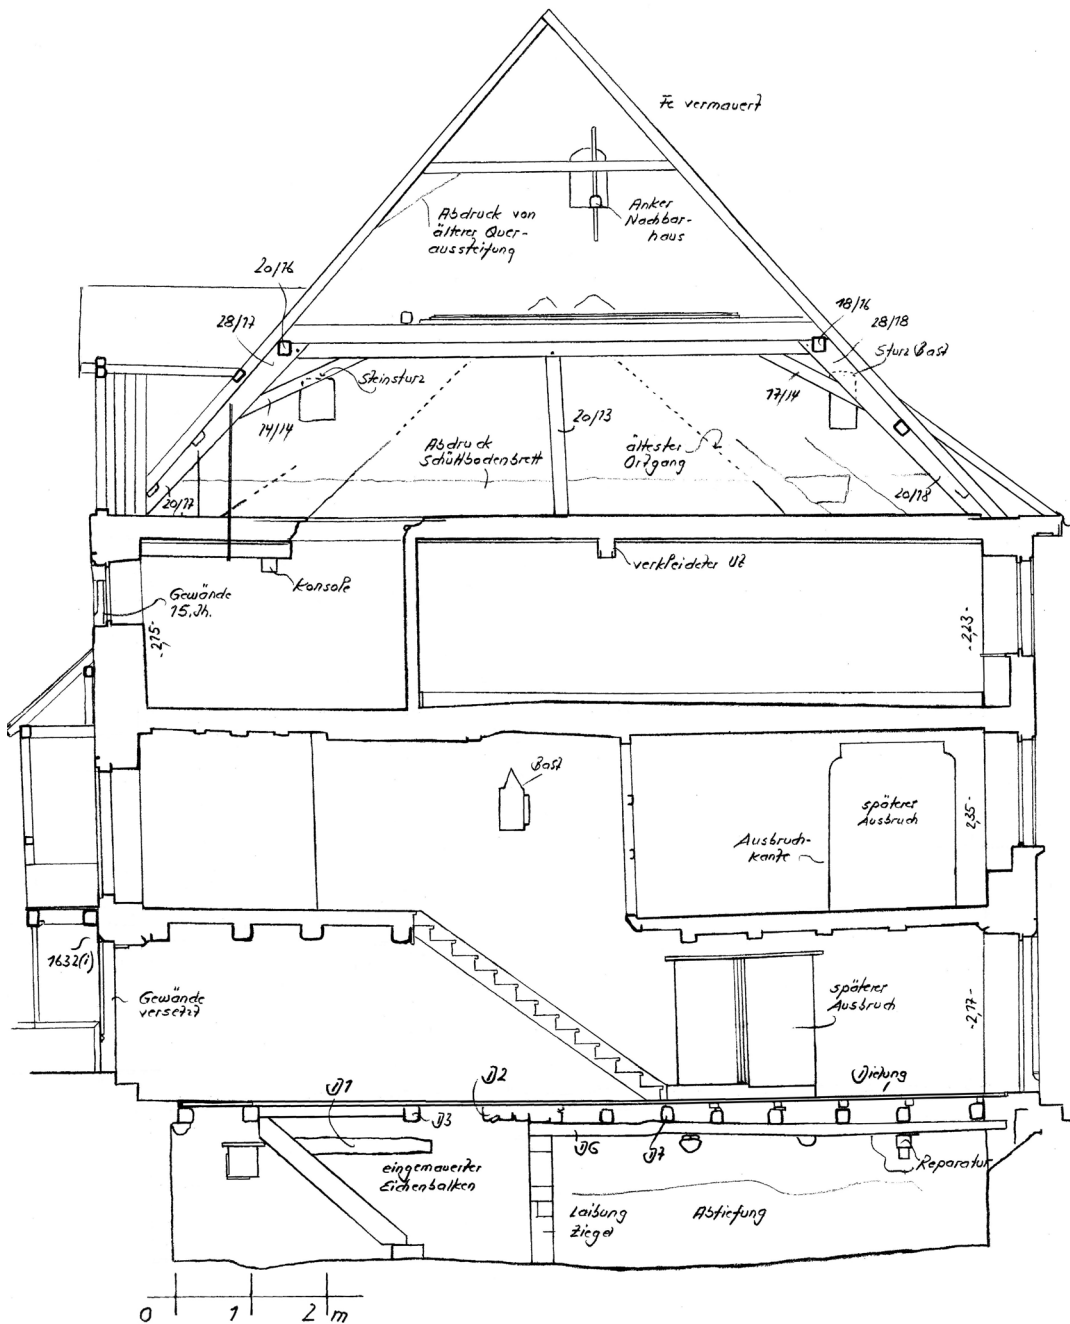 Fe vermauert
Abdruck von
älterer Quer-
aussteifung
Anker
Nachbar-
haus
20/16
28/17
18/16
28/18
Sturz Bast
Steinsturz
14/14
17/14
20/13
Abdruck
Schüttbodenbrett
ältester
Ortgang
20/17
20/18
Konsole
verkleideter UZ
Gewände
15. Jh.
- 2,15 -
- 2,23 -
Bast
späterer
Ausbruch
Ausbruch-
kante
2,35 -
1632(i)
Gewände
versetzt
späterer
Ausbruch
- 2,17 -
D1
D2
Dielung
D3
D6
D7
eingemauerter
Eichenbalken
Reparatur
Laibung
Ziegel
Abtiefung
0 1 2 m